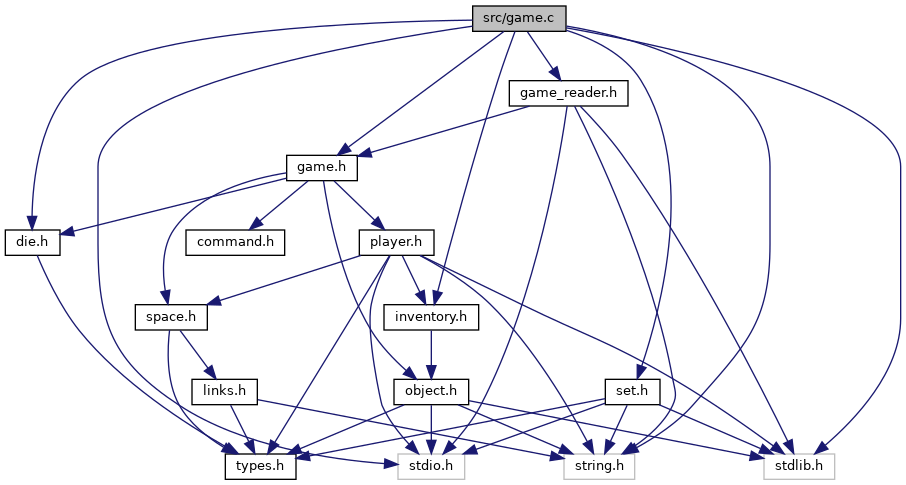 src/game.c
game_reader.h
game.h
die.h
command.h
player.h
space.h
inventory.h
links.h
object.h
set.h
types.h
stdio.h
string.h
stdlib.h